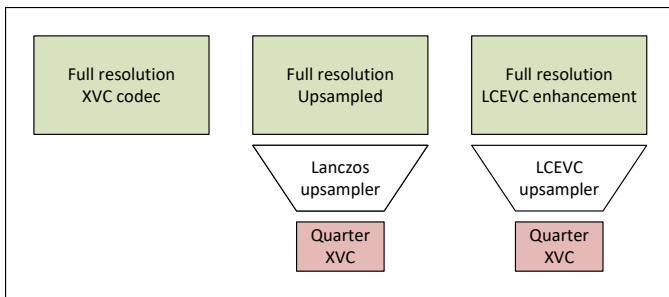 Full resolution
XVC codec
Full resolution
Upsampled
Full resolution
LCEVC enhancement
Lanczos
upsampler
LCEVC
upsampler
Quarter
XVC
Quarter
XVC